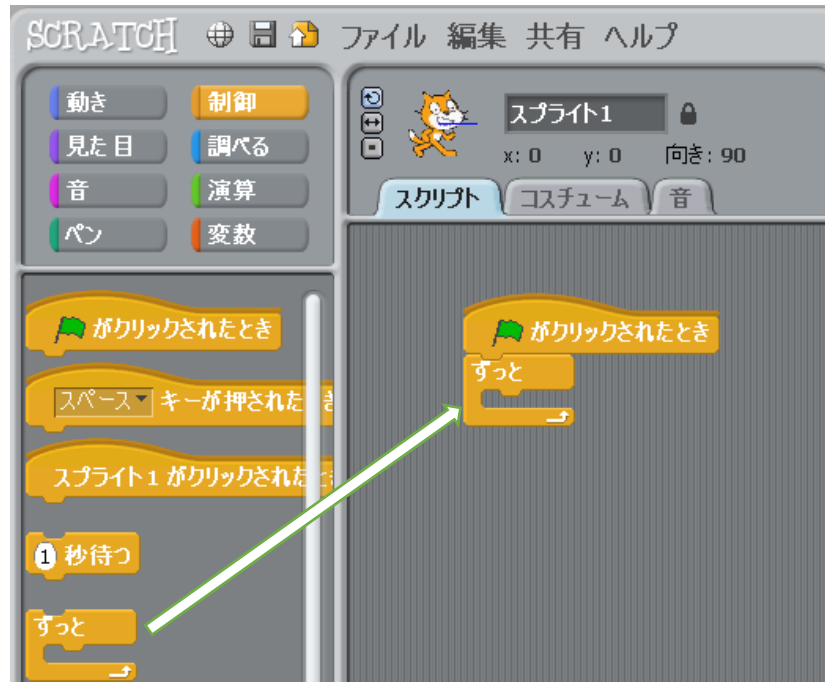 SCRATCH ファイル 編集 共有 ヘルプ
動き 制御
見た目 調べる
音 演算
ペン 変数
スプライト1
x: 0 y: 0 向き: 90
スクリプト コスチューム 音
がクリックされたとき
スペース キーが押された
スプライト1 がクリックされたとき
1 秒待つ
ずっと
がクリックされたとき
ずっと